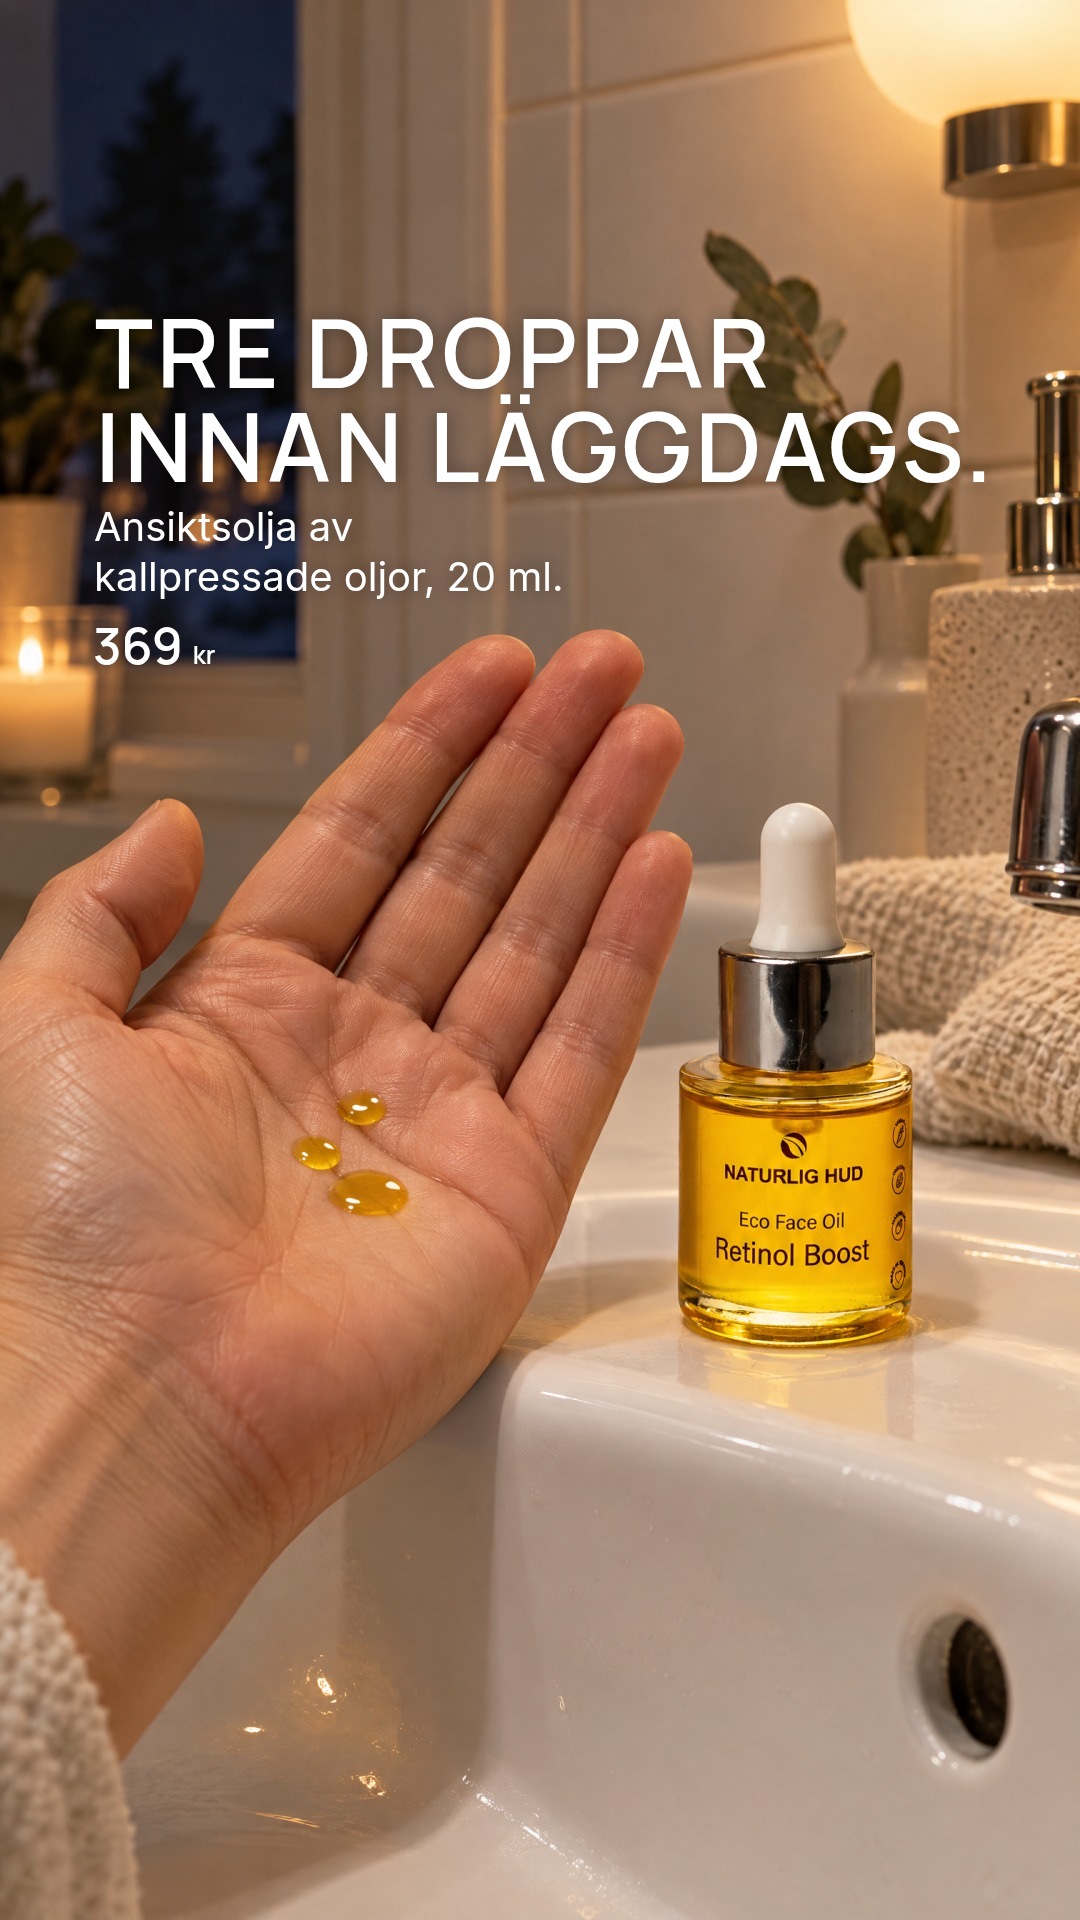 TRE DROPPAR
INNAN LÄGGDAGS.
Ansiktsolja av
kallpressade oljor, 20 ml.
369 kr
NATURLIG HUD
Eco Face Oil
Retinol Boost